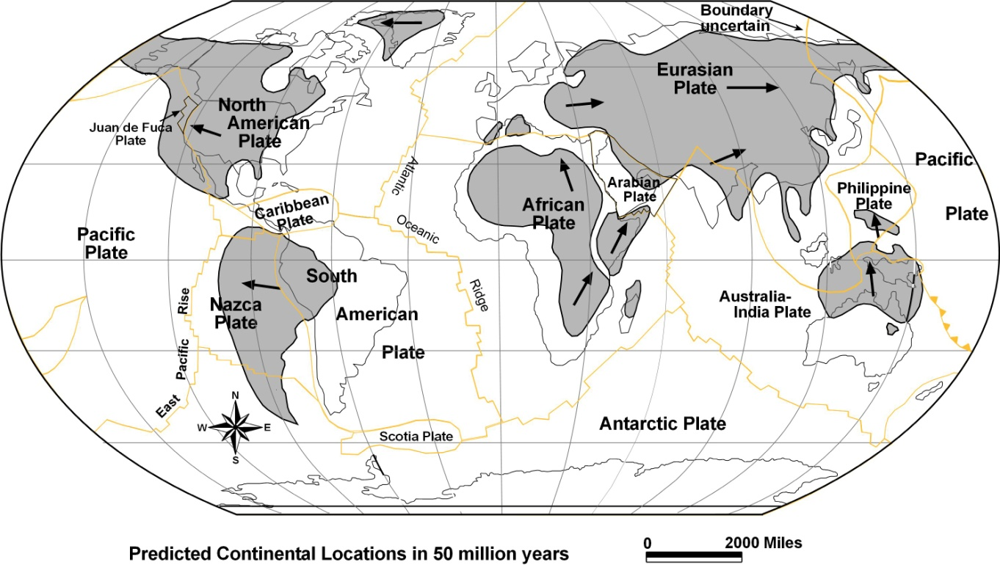 Boundary
uncertain
Eurasian
Plate
North
American
Plate
Juan de Fuca
Plate
Atlantic
Oceanic
Ridge
Pacific
Plate
Arabian
Plate
Philippine
Plate
African
Plate
Caribbean
Plate
Pacific
Plate
South
American
Plate
Nazca
Plate
Australia-
India Plate
East
Pacific
Rise
N
W
E
S
Scotia Plate
Antarctic Plate
Predicted Continental Locations in 50 million years
0
2000 Miles